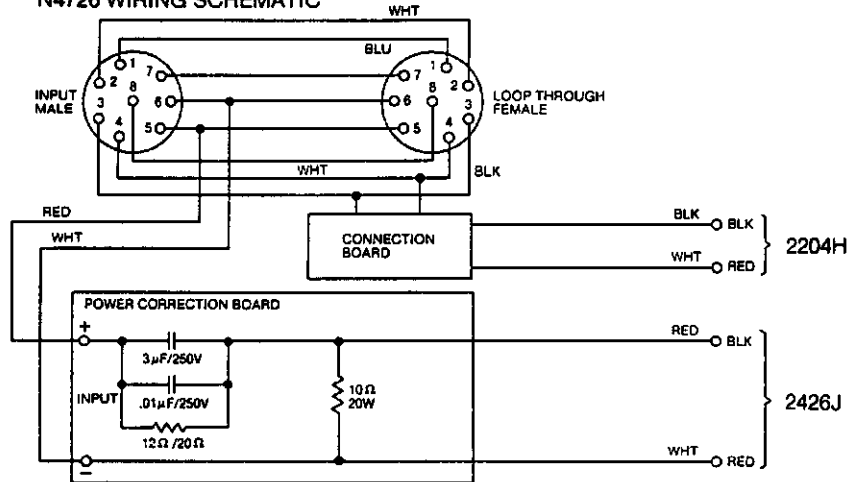 N4726 WIRING SCHEMATIC
WHT
BLU
1
2
7
3
8
6
4
5
INPUT
MALE
1
7
2
6
8
3
5
4
LOOP THROUGH
FEMALE
WHT
BLK
RED
WHT
CONNECTION
BOARD
BLK
BLK
WHT
RED
2204H
POWER CORRECTION BOARD
+
3µF/250V
INPUT
.01µF/250V
12Ω/20Ω
−
10Ω
20W
RED
BLK
WHT
RED
2426J